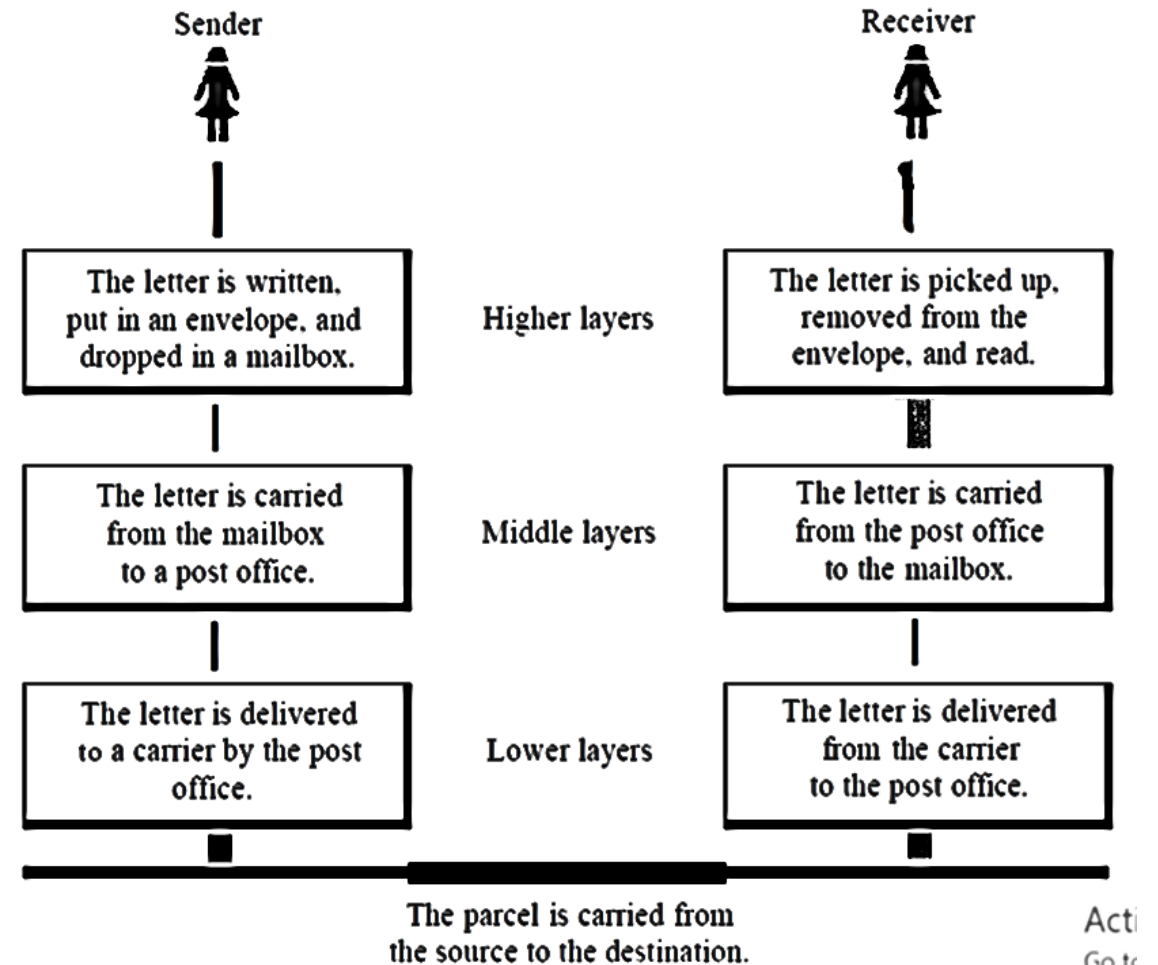 Sender
Receiver
The letter is written,
put in an envelope, and
dropped in a mailbox.
Higher layers
The letter is picked up,
removed from the
envelope, and read.
The letter is carried
from the mailbox
to a post office.
Middle layers
The letter is carried
from the post office
to the mailbox.
The letter is delivered
to a carrier by the post
office.
Lower layers
The letter is delivered
from the carrier
to the post office.
The parcel is carried from
the source to the destination.
Acti
Go to